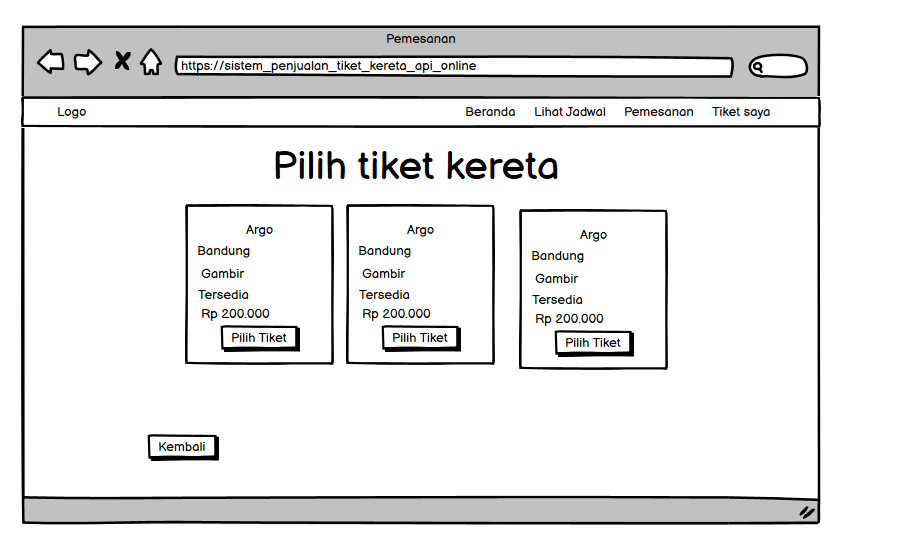 Pemesanan
https://sistem_penjualan_tiket_kereta_api_online
Logo
Beranda
Lihat Jadwal
Pemesanan
Tiket saya
Pilih tiket kereta
Argo
Bandung
Gambir
Tersedia
Rp 200.000
Pilih Tiket
Argo
Bandung
Gambir
Tersedia
Rp 200.000
Pilih Tiket
Argo
Bandung
Gambir
Tersedia
Rp 200.000
Pilih Tiket
Kembali